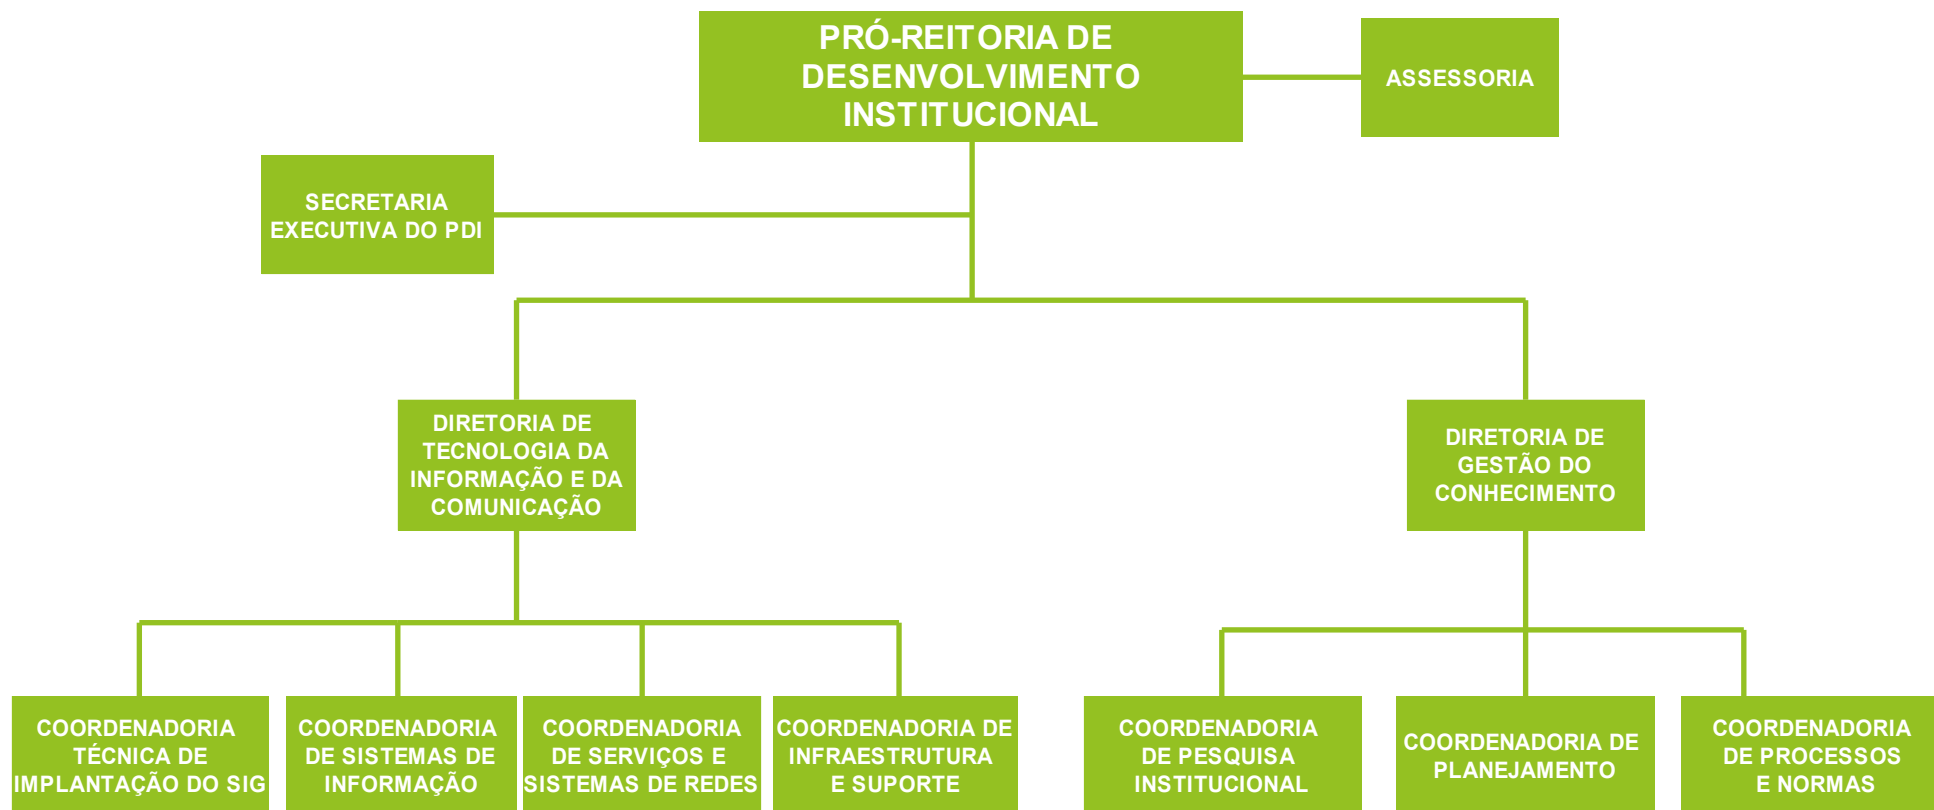 PRÓ-REITORIA DE
DESENVOLVIMENTO
INSTITUCIONAL
ASSESSORIA
SECRETARIA
EXECUTIVA DO PDI
DIRETORIA DE
TECNOLOGIA DA
INFORMAÇÃO E DA
COMUNICAÇÃO
DIRETORIA DE
GESTÃO DO
CONHECIMENTO
COORDENADORIA
TÉCNICA DE
IMPLANTAÇÃO DO SIG
COORDENADORIA
DE SISTEMAS DE
INFORMAÇÃO
COORDENADORIA
DE SERVIÇOS E
SISTEMAS DE REDES
COORDENADORIA DE
INFRAESTRUTURA
E SUPORTE
COORDENADORIA
DE PESQUISA
INSTITUCIONAL
COORDENADORIA DE
PLANEJAMENTO
COORDENADORIA
DE PROCESSOS
E NORMAS